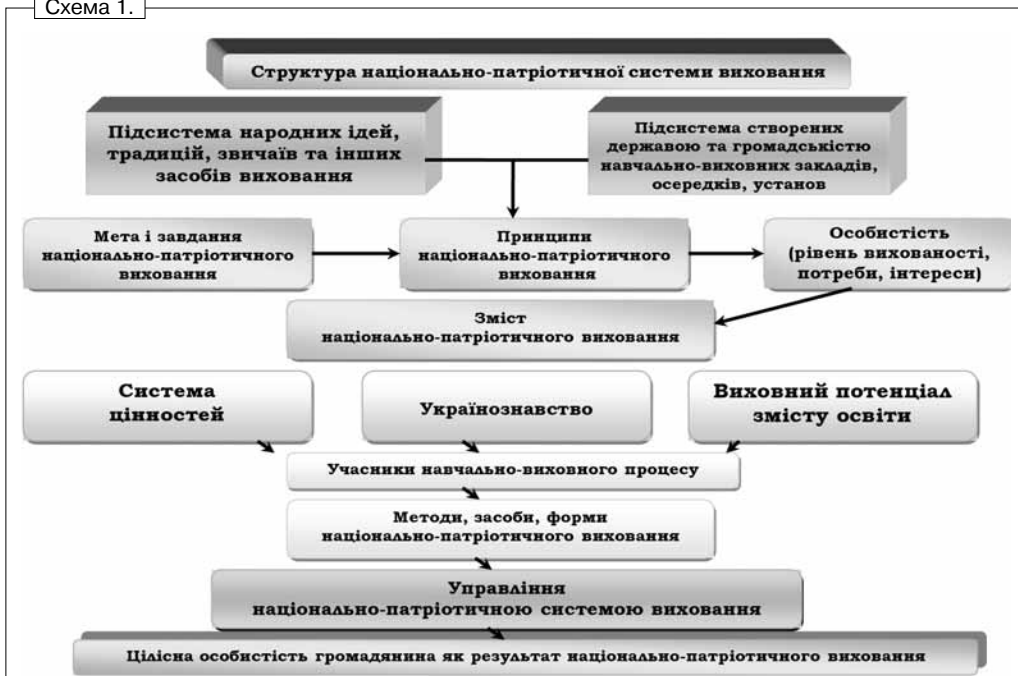 Схема 1.
Структура національно-патріотичної системи виховання
Підсистема народних ідей,
традицій, звичаїв та інших
засобів виховання
Підсистема створених
державою та громадськістю
навчально-виховних закладів,
осередків, установ
Мета і завдання
національно-патріотичного
виховання
Принципи
національно-патріотичного
виховання
Особистість
(рівень вихованості,
потреби, інтереси)
Зміст
національно-патріотичного виховання
Система
цінностей
Українознавство
Виховний потенціал
змісту освіти
Учасники навчально-виховного процесу
Методи, засоби, форми
національно-патріотичного виховання
Управління
національно-патріотичною системою виховання
Цілісна особистість громадянина як результат національно-патріотичного виховання